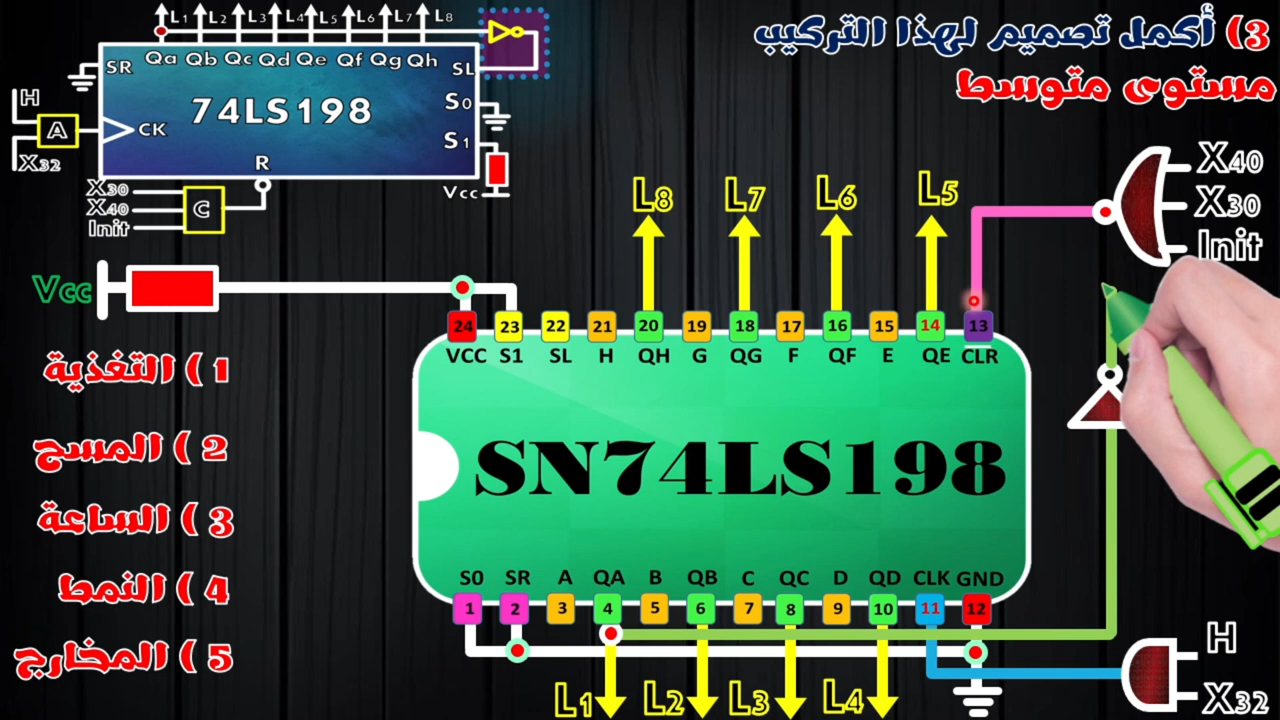 3) أكمل تصميم لهذا التركيب
مستوى متوسط
L1 L2 L3 L4 L5 L6 L7 L8
SR Qa Qb Qc Qd Qe Qf Qg Qh SL
74LS198
H
A
X32
CK
S0
S1
R
Vcc
X30
X40
Init
C
X40
X30
Init
L8 L7 L6 L5
Vcc
24 23 22 21 20 19 18 17 16 15 14 13
VCC S1 SL H QH G QG F QF E QE CLR
1 ) التغذية
2 ) المسح
3 ) الساعة
4 ) النمط
5 ) المخارج
SN74LS198
S0 SR A QA B QB C QC D QD CLK GND
1 2 3 4 5 6 7 8 9 10 11 12
L1 L2 L3 L4
H
X32